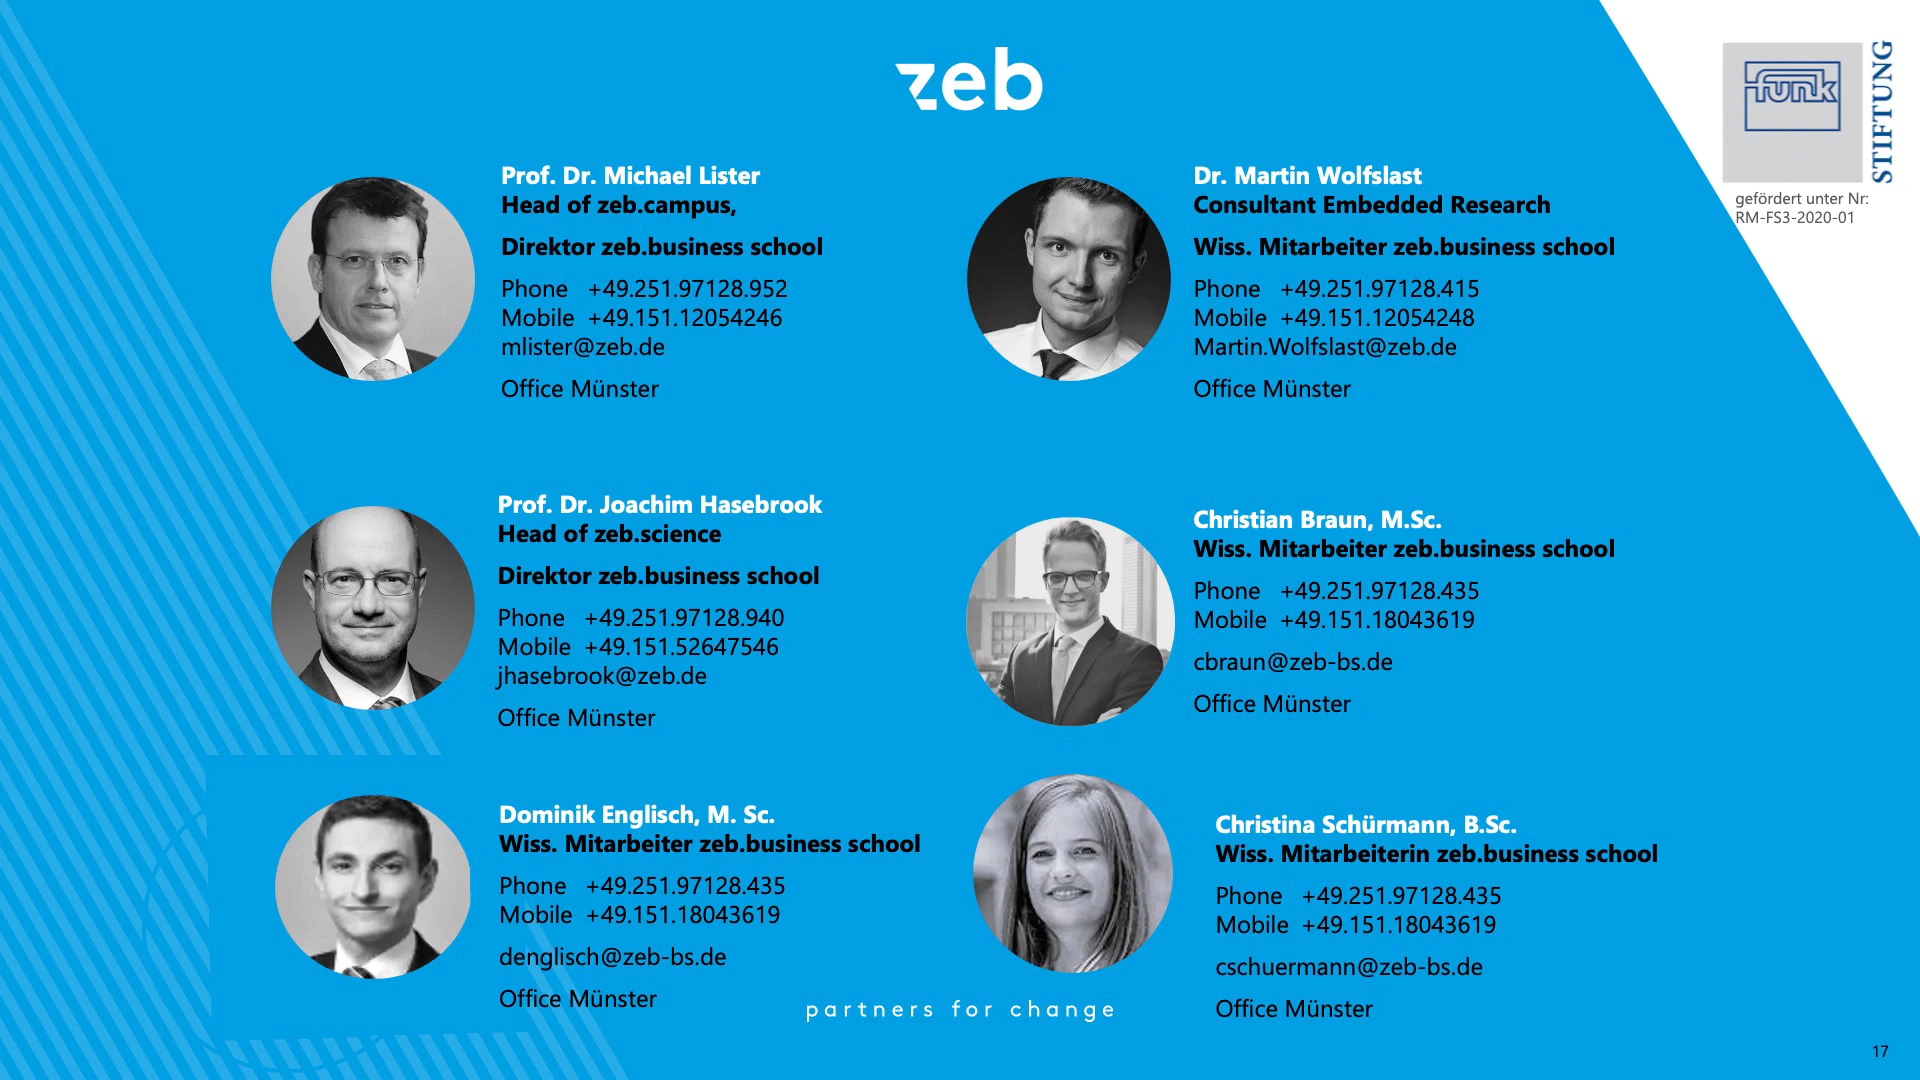 zeb
funk
STIFTUNG
gefördert unter Nr:
RM-FS3-2020-01
Prof. Dr. Michael Lister
Head of zeb.campus,
Direktor zeb.business school
Phone +49.251.97128.952
Mobile +49.151.12054246
mlister@zeb.de
Office Münster
Dr. Martin Wolfslast
Consultant Embedded Research
Wiss. Mitarbeiter zeb.business school
Phone +49.251.97128.415
Mobile +49.151.12054248
Martin.Wolfslast@zeb.de
Office Münster
Prof. Dr. Joachim Hasebrook
Head of zeb.science
Direktor zeb.business school
Phone +49.251.97128.940
Mobile +49.151.52647546
jhasebrook@zeb.de
Office Münster
Christian Braun, M.Sc.
Wiss. Mitarbeiter zeb.business school
Phone +49.251.97128.435
Mobile +49.151.18043619
cbraun@zeb-bs.de
Office Münster
Dominik Englisch, M. Sc.
Wiss. Mitarbeiter zeb.business school
Phone +49.251.97128.435
Mobile +49.151.18043619
denglisch@zeb-bs.de
Office Münster
Christina Schürmann, B.Sc.
Wiss. Mitarbeiterin zeb.business school
Phone +49.251.97128.435
Mobile +49.151.18043619
cschuermann@zeb-bs.de
Office Münster
partners for change
17